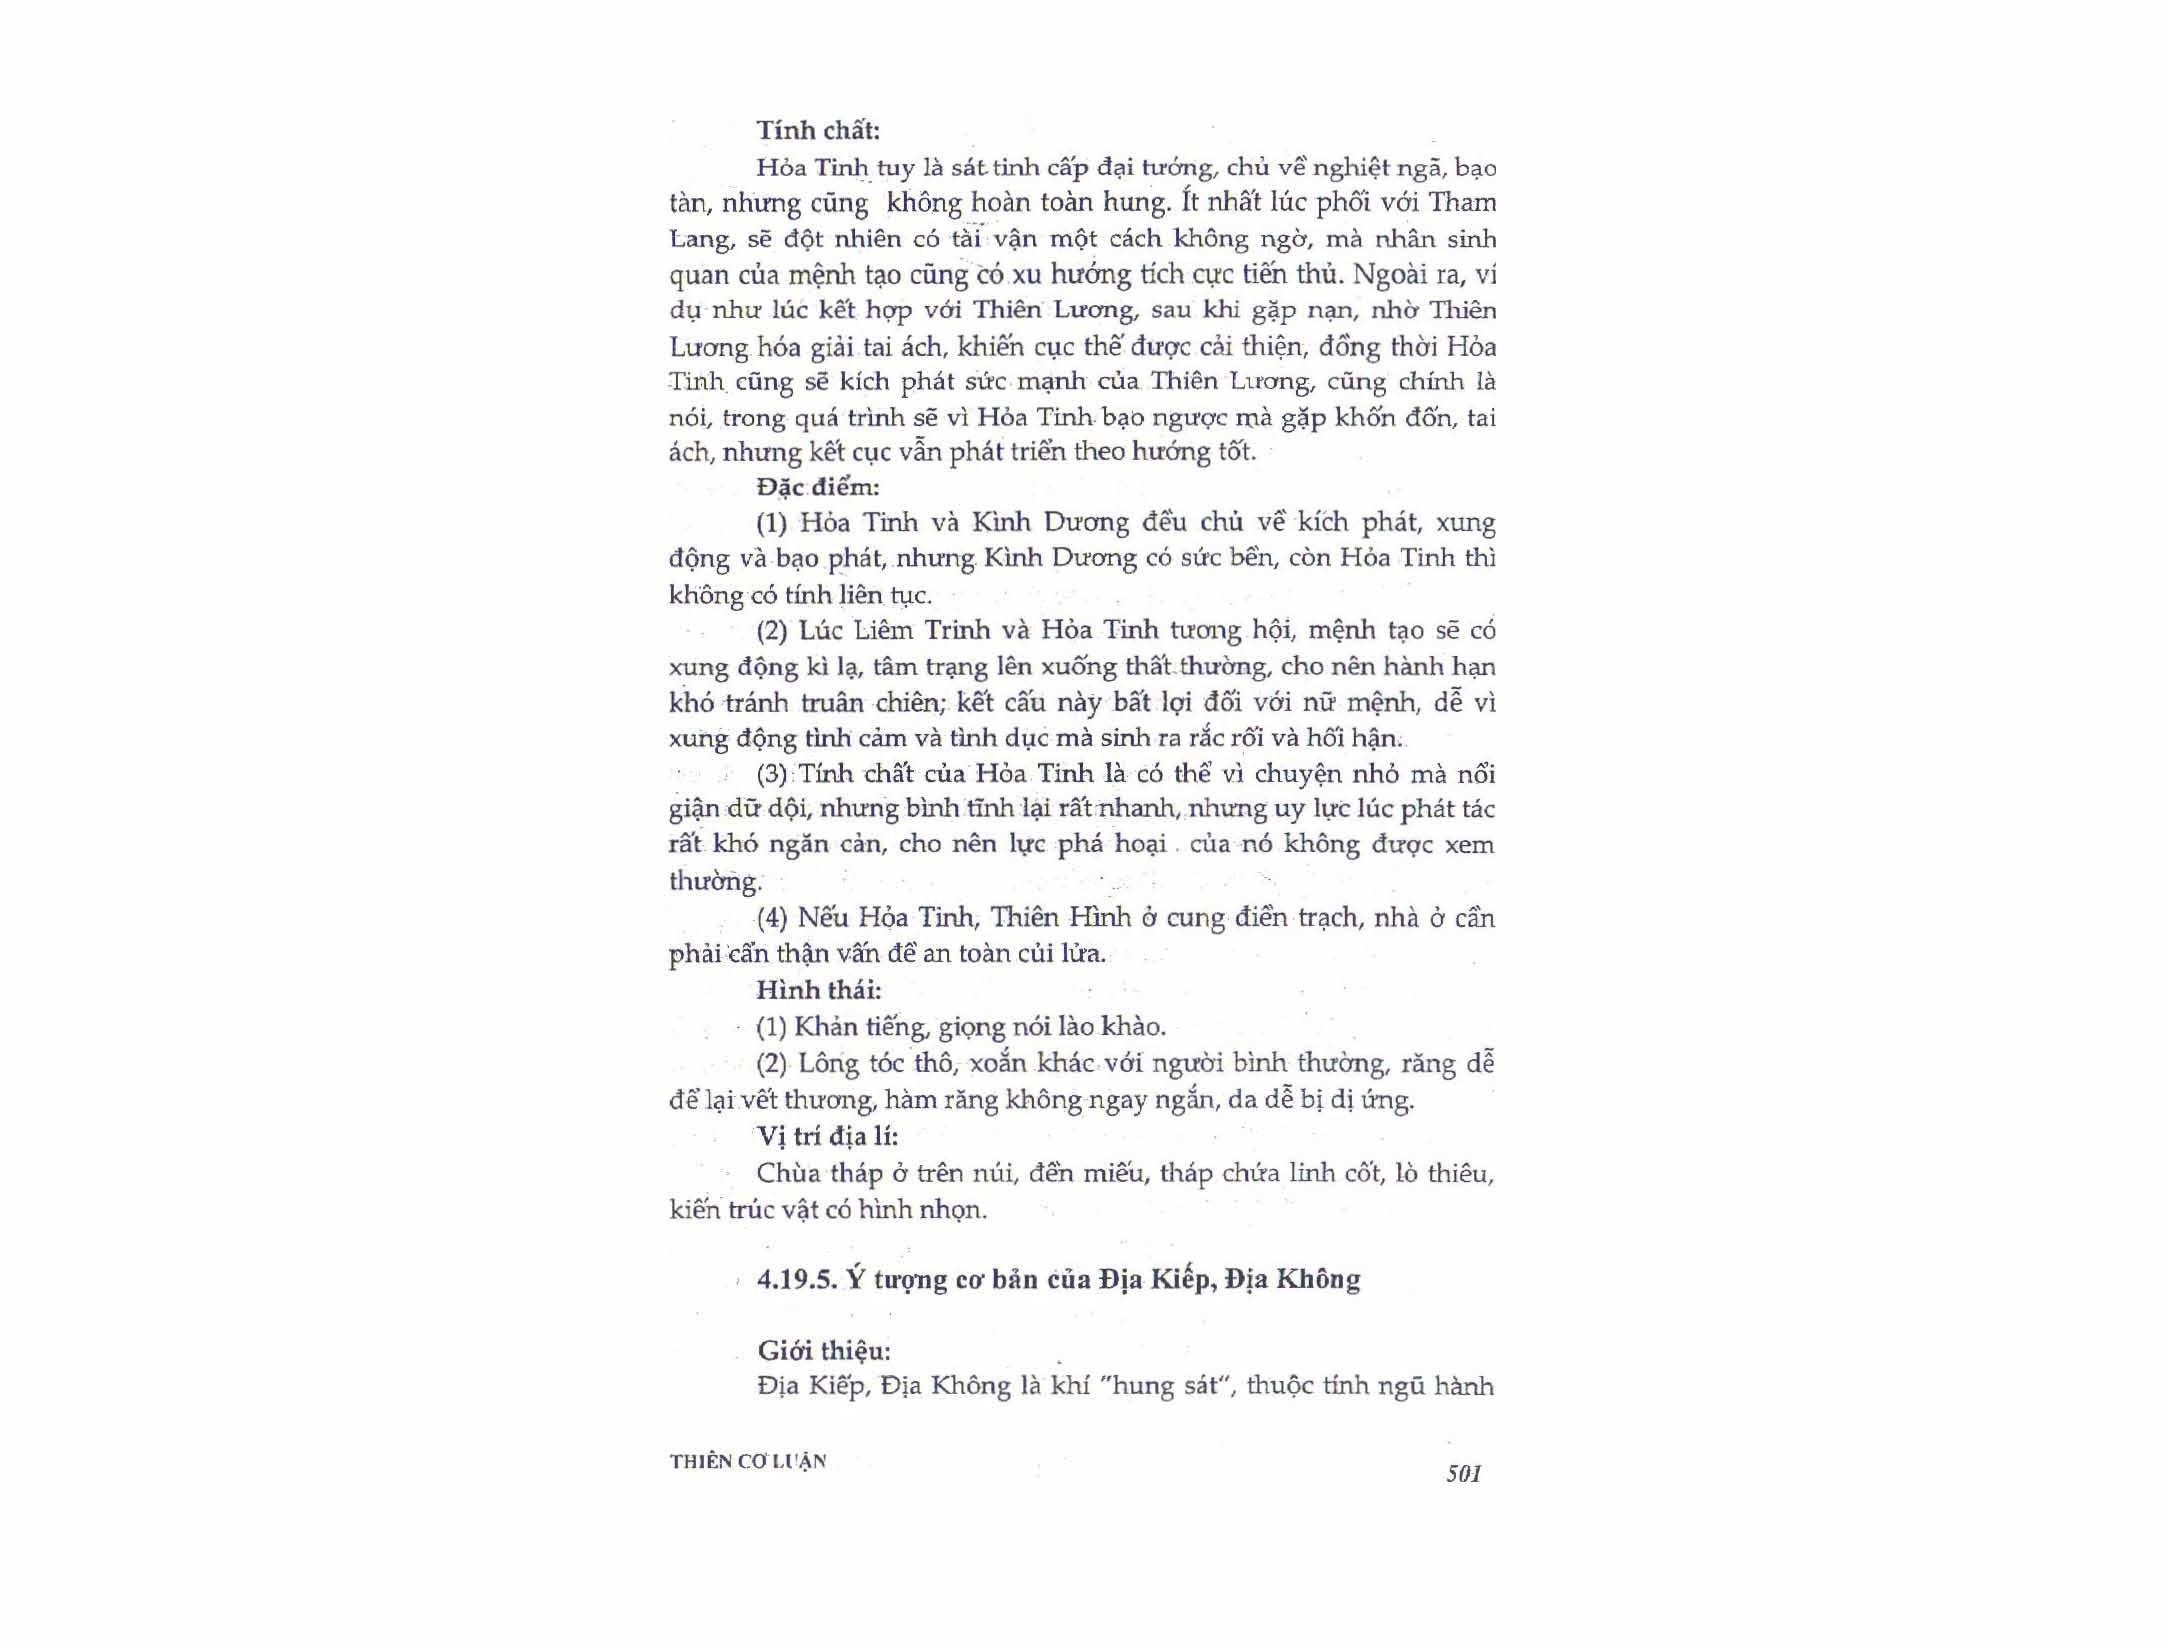 Tính chất:
Hỏa Tinh tuy là sát tinh cấp đại tướng, chủ về nghiệt ngã, bạo
tàn, nhưng cũng không hoàn toàn hung. Ít nhất lúc phối với Tham
Lang, sẽ đột nhiên có tài vận một cách không ngờ, mà nhân sinh
quan của mệnh tạo cũng có xu hướng tích cực tiến thủ. Ngoài ra, ví
dụ như lúc kết hợp với Thiên Lương, sau khi gặp nạn, nhờ Thiên
Lương hóa giải tai ách, khiến cục thế được cải thiện, đồng thời Hỏa
Tinh cũng sẽ kích phát sức mạnh của Thiên Lương, cũng chính là
nói, trong quá trình sẽ vì Hỏa Tinh bạo ngược mà gặp khốn đốn, tai
ách, nhưng kết cục vẫn phát triển theo hướng tốt.
Đặc điểm:
(1) Hỏa Tinh và Kình Dương đều chủ về kích phát, xung
động và bạo phát, nhưng Kình Dương có sức bền, còn Hỏa Tinh thì
không có tính liên tục.
(2) Lúc Liêm Trinh và Hỏa Tinh tương hội, mệnh tạo sẽ có
xung động kì lạ, tâm trạng lên xuống thất thường, cho nên hành hạn
khó tránh truân chiên; kết cấu này bất lợi đối với nữ mệnh, dễ vì
xung động tình cảm và tình dục mà sinh ra rắc rối và hối hận.
(3) Tính chất của Hỏa Tinh là có thể vì chuyện nhỏ mà nổi
giận dữ dội, nhưng bình tĩnh lại rất nhanh, nhưng uy lực lúc phát tác
rất khó ngăn cản, cho nên lực phá hoại của nó không được xem
thường.
(4) Nếu Hỏa Tinh, Thiên Hình ở cung điền trạch, nhà ở cần
phải cẩn thận vấn đề an toàn củi lửa.
Hình thái:
(1) Khản tiếng, giọng nói lào khào.
(2) Lông tóc thô, xoắn khác với người bình thường, răng dễ
để lại vết thương, hàm răng không ngay ngắn, da dễ bị dị ứng.
Vị trí địa lí:
Chùa tháp ở trên núi, đền miếu, tháp chứa linh cốt, lò thiêu,
kiến trúc vật có hình nhọn.
4.19.5. Ý tượng cơ bản của Địa Kiếp, Địa Không
Giới thiệu:
Địa Kiếp, Địa Không là khí "hung sát", thuộc tính ngũ hành
THIÊN CƠ LUẬN
501